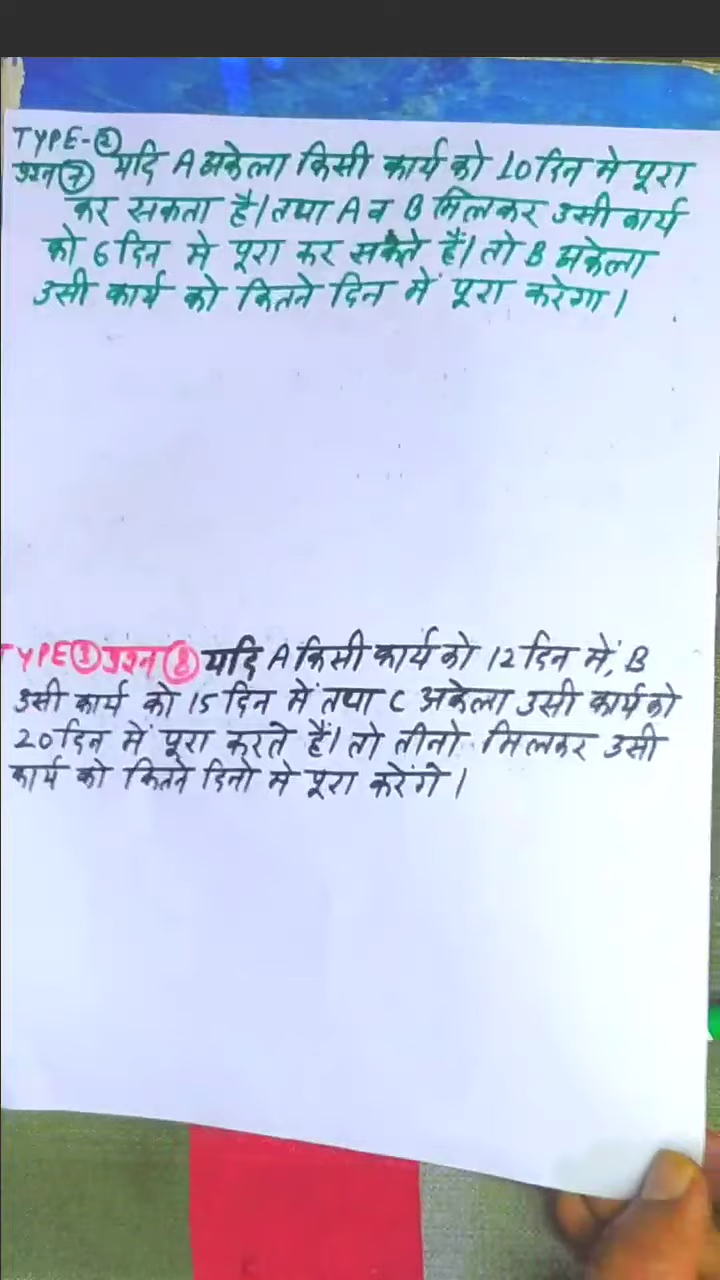 TYPE-②
प्रश्न⑦ यदि A अकेला किसी कार्य को 10 दिन मे पूरा
कर सकता है। तथा A व B मिलकर उसी कार्य
को 6 दिन मे पूरा कर सकते हैं। तो B अकेला
उसी कार्य को कितने दिन में पूरा करेगा।
TYPE③ प्रश्न⑧ यदि A किसी कार्य को 12 दिन में, B
उसी कार्य को 15 दिन में तथा C अकेला उसी कार्य को
20 दिन में पूरा करते हैं। तो तीनो मिलकर उसी
कार्य को कितने दिनो मे पूरा करेंगे।